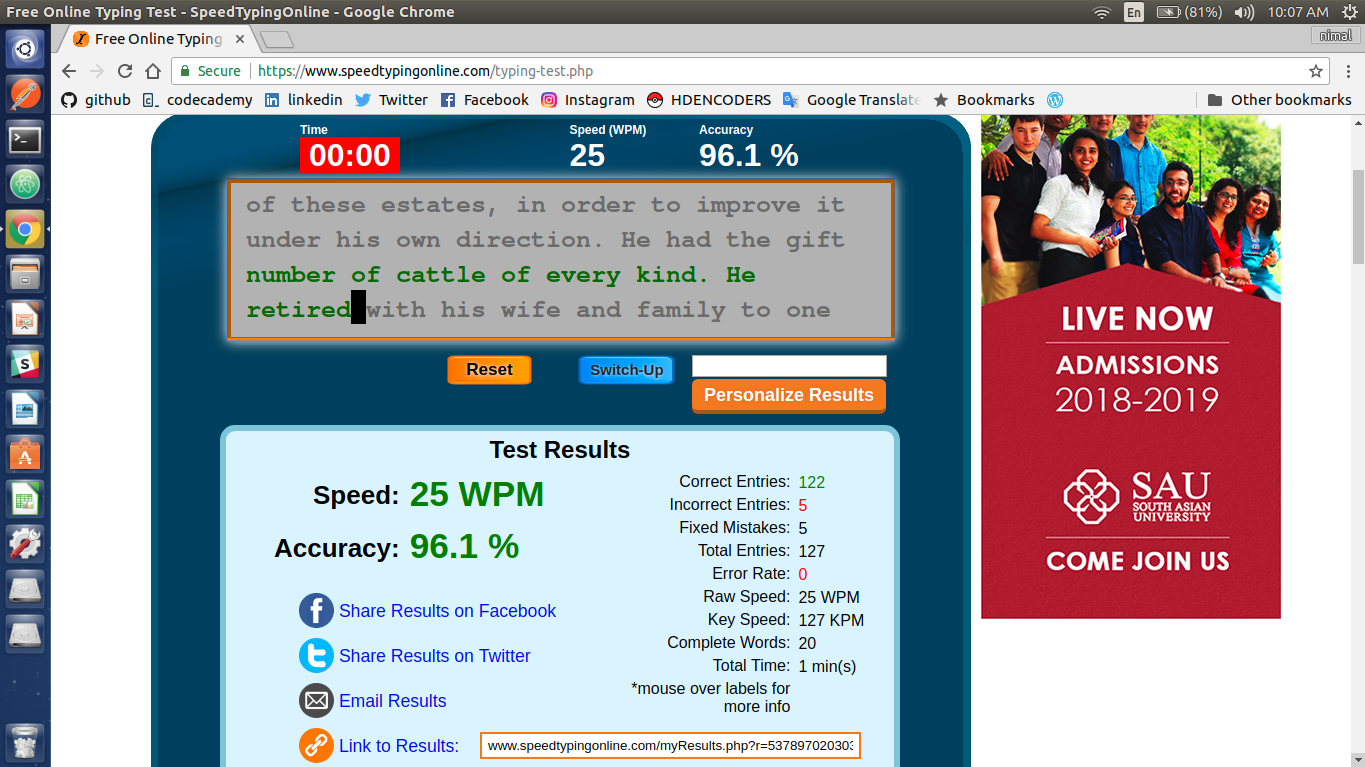 Free Online Typing Test - SpeedTypingOnline - Google Chrome
En
(81%)
10:07 AM
Free Online Typing
nimal
Secure
https://www.speedtypingonline.com/typing-test.php
github
codecademy
linkedin
Twitter
Facebook
Instagram
HDENCODERS
Google Translate
Bookmarks
Other bookmarks
Time
Speed (WPM)
Accuracy
00:00
25
96.1 %
of these estates, in order to improve it
under his own direction. He had the gift
number of cattle of every kind. He
retired with his wife and family to one
Reset
Switch-Up
Personalize Results
Test Results
Speed: 25 WPM
Accuracy: 96.1 %
Share Results on Facebook
Share Results on Twitter
Email Results
Link to Results:
www.speedtypingonline.com/myResults.php?r=537897020303
Correct Entries: 122
Incorrect Entries: 5
Fixed Mistakes: 5
Total Entries: 127
Error Rate: 0
Raw Speed: 25 WPM
Key Speed: 127 KPM
Complete Words: 20
Total Time: 1 min(s)
*mouse over labels for
more info
LIVE NOW
ADMISSIONS
2018-2019
SAU
SOUTH ASIAN
UNIVERSITY
COME JOIN US